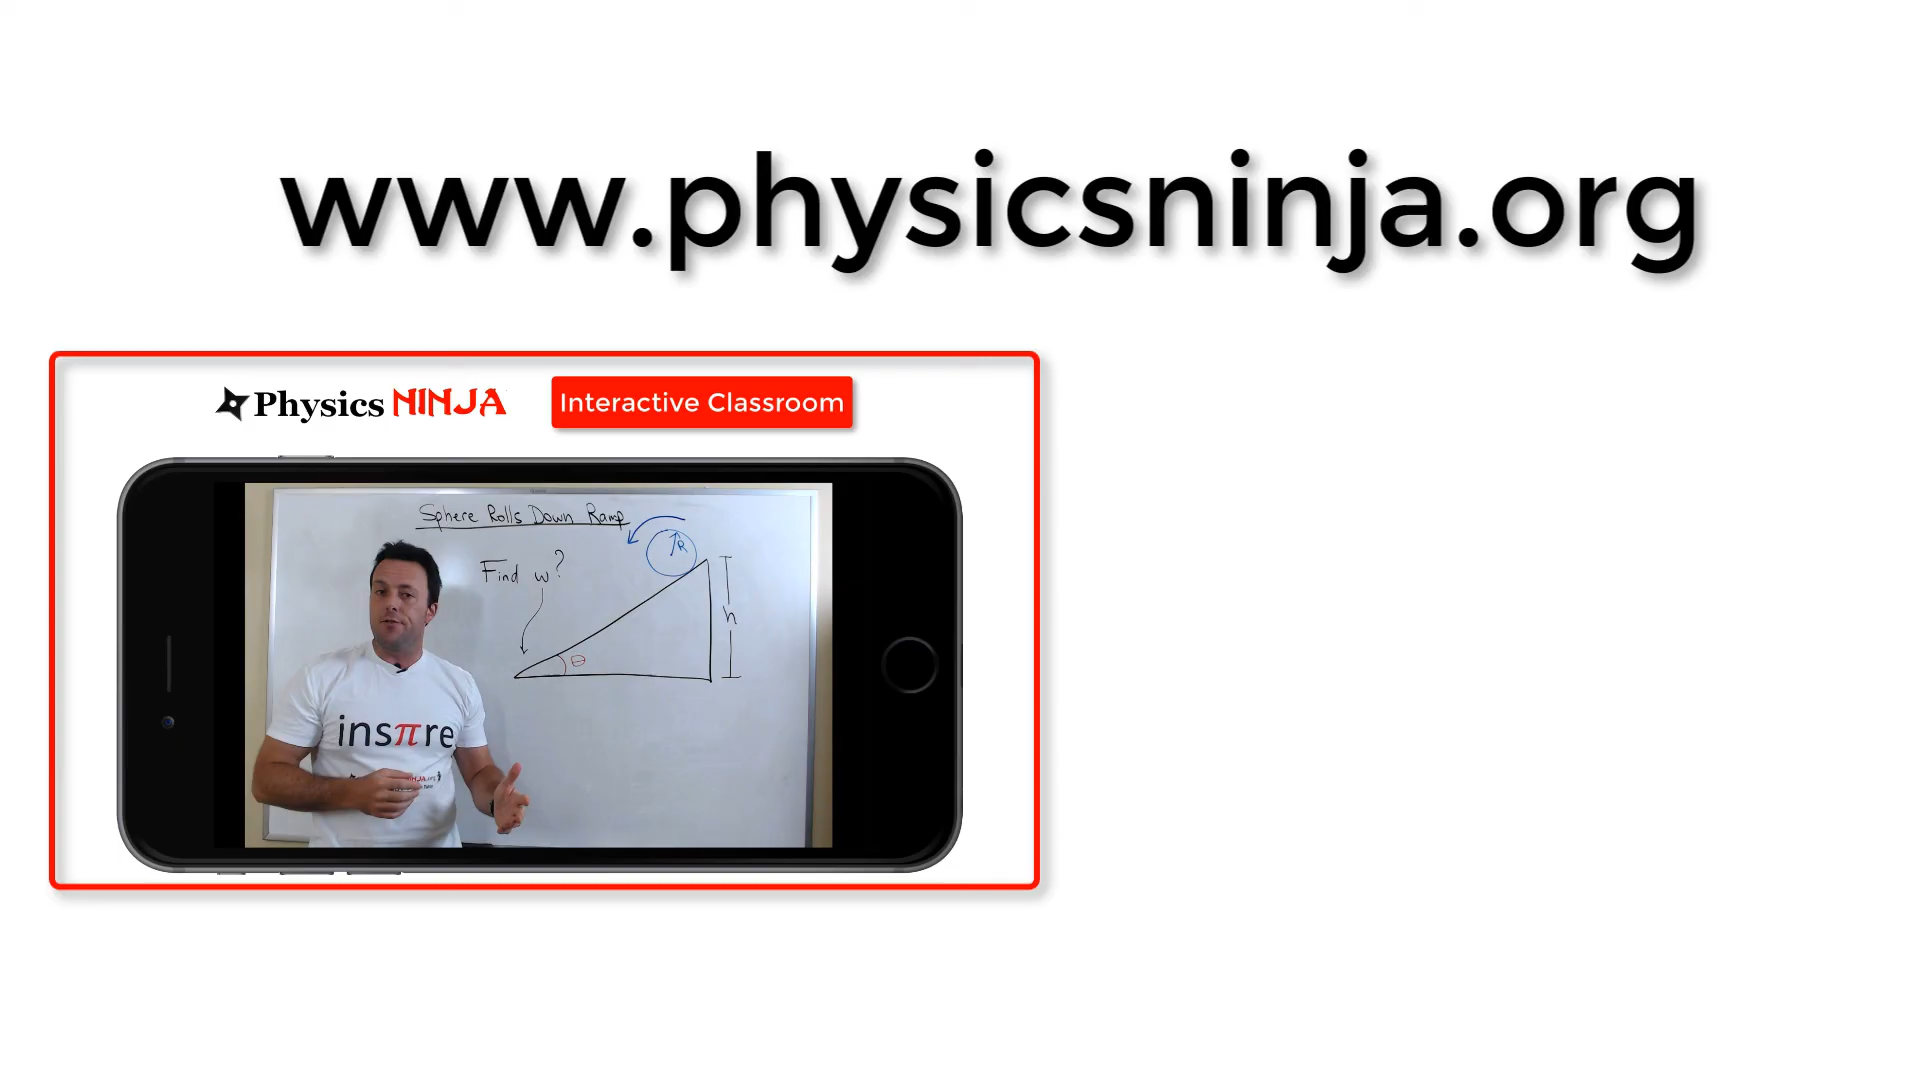 www.physicsninja.org
Physics NINJA
Interactive Classroom
Sphere Rolls Down Ramp
R
Find w?
h
θ
insπre